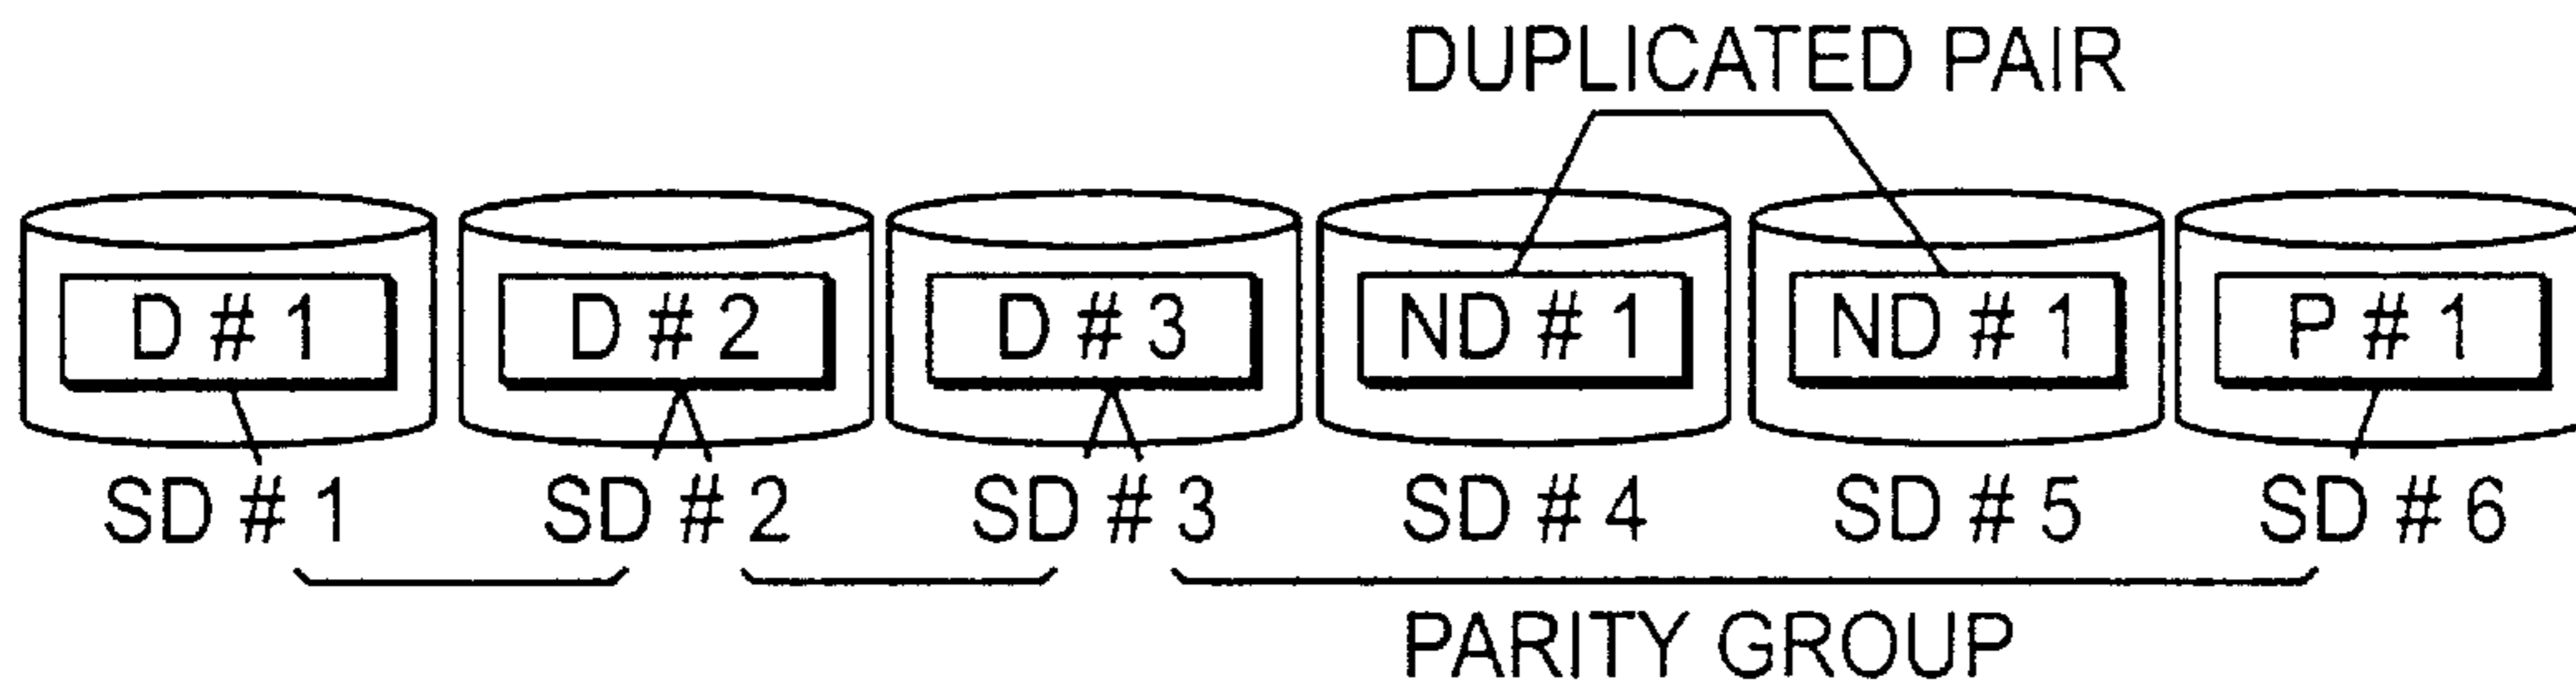 DUPLICATED PAIR
D # 1 D # 2 D # 3 ND # 1 ND # 1 P # 1
SD # 1 SD # 2 SD # 3 SD # 4 SD # 5 SD # 6
PARITY GROUP